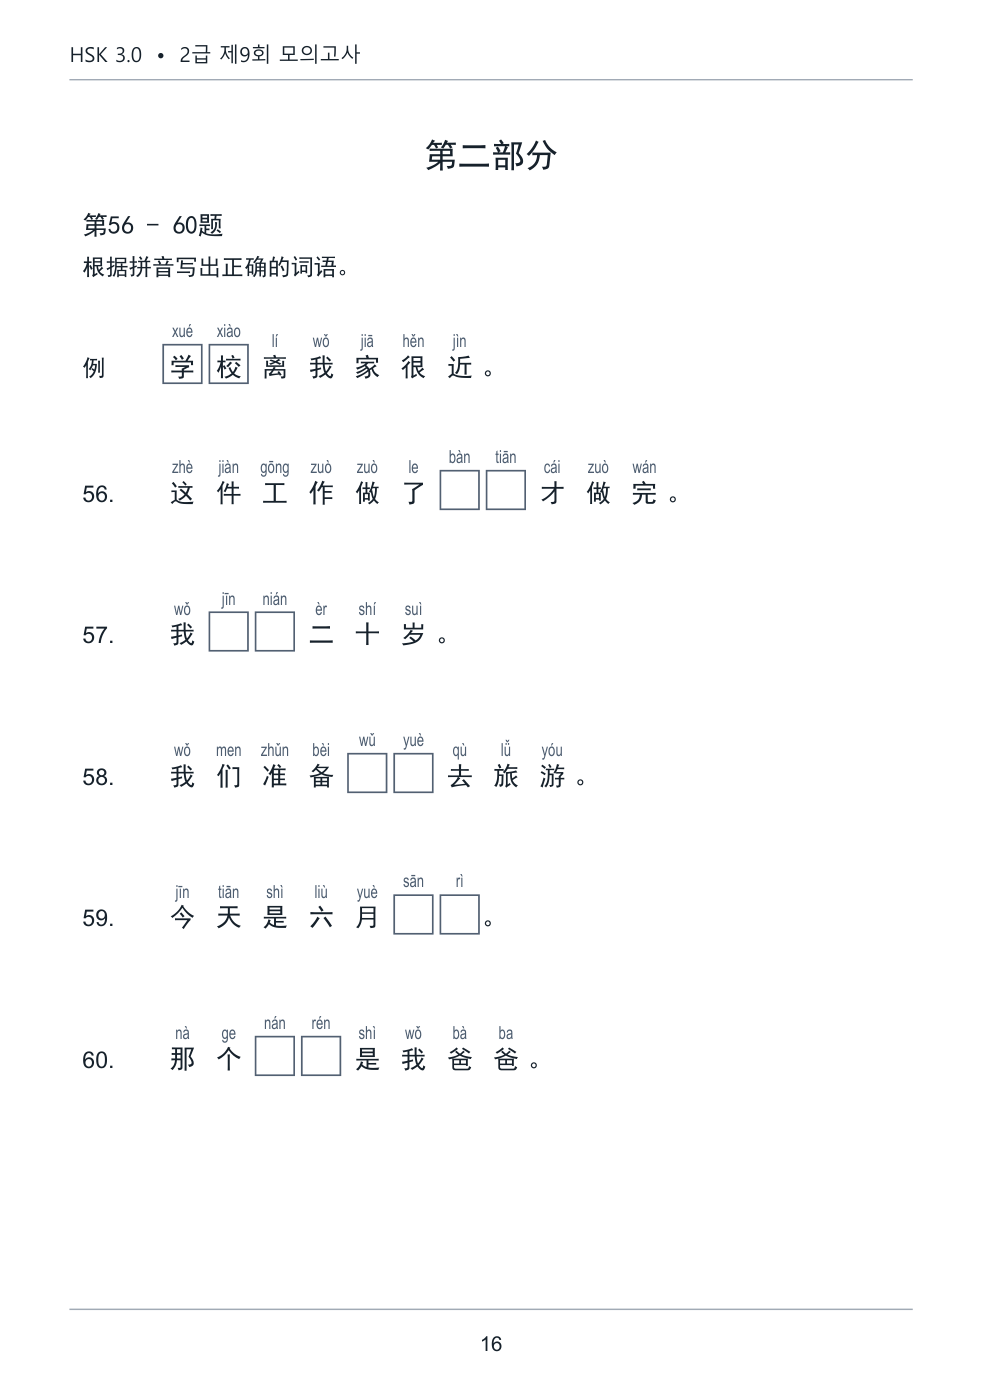 HSK 3.0 • 2급 제9회 모의고사
第二部分
第56 - 60题
根据拼音写出正确的词语。
xué xiào lí wǒ jiā hěn jìn
例 学 校 离 我 家 很 近 。
zhè jiàn gōng zuò zuò le bàn tiān cái zuò wán
56. 这 件 工 作 做 了 □ □ 才 做 完 。
wǒ jīn nián èr shí suì
57. 我 □ □ 二 十 岁 。
wǒ men zhǔn bèi wǔ yuè qù lǚ yóu
58. 我 们 准 备 □ □ 去 旅 游 。
jīn tiān shì liù yuè sān rì
59. 今 天 是 六 月 □ □ 。
nà ge nán rén shì wǒ bà ba
60. 那 个 □ □ 是 我 爸 爸 。
16